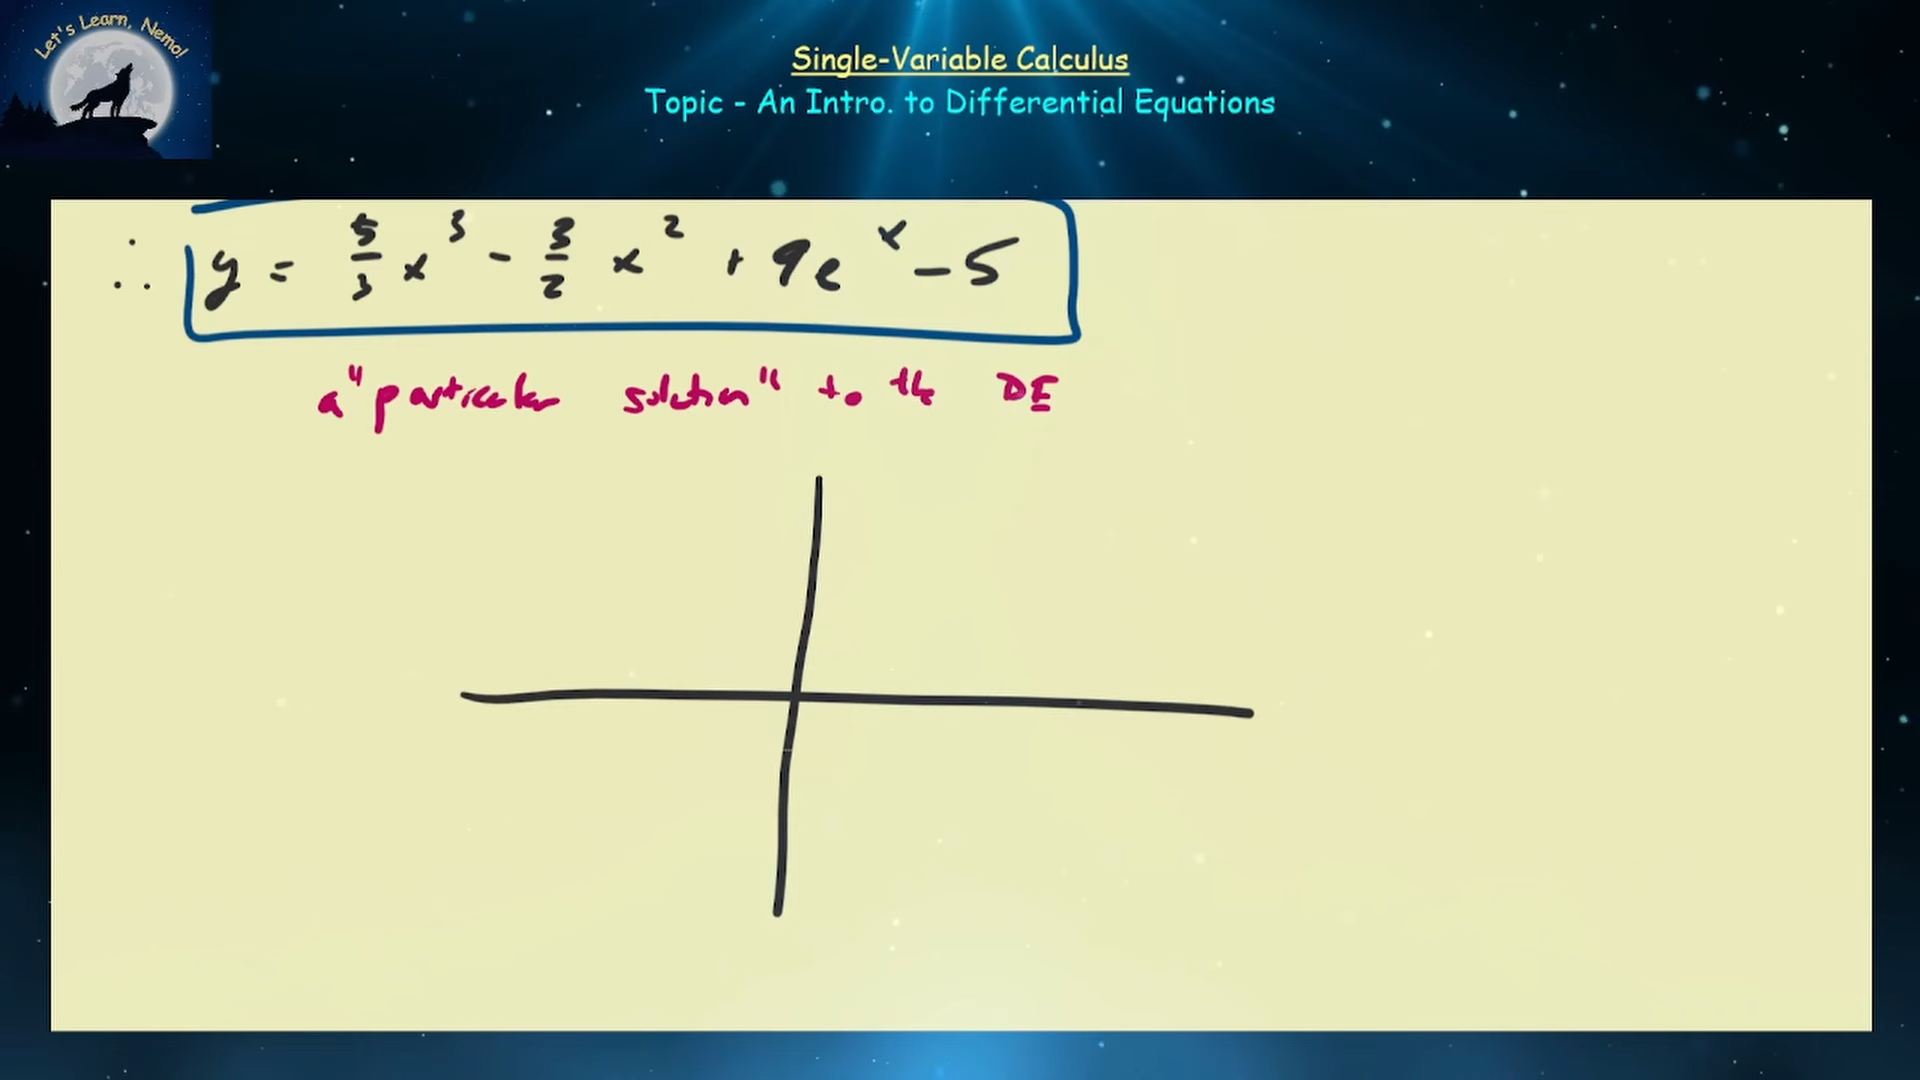 Let's Learn, Nemo!
Single-Variable Calculus
Topic - An Intro. to Differential Equations
∴ y = 5/3 x^3 - 3/2 x^2 + 9e^x - 5
a "particular solution" to the DE